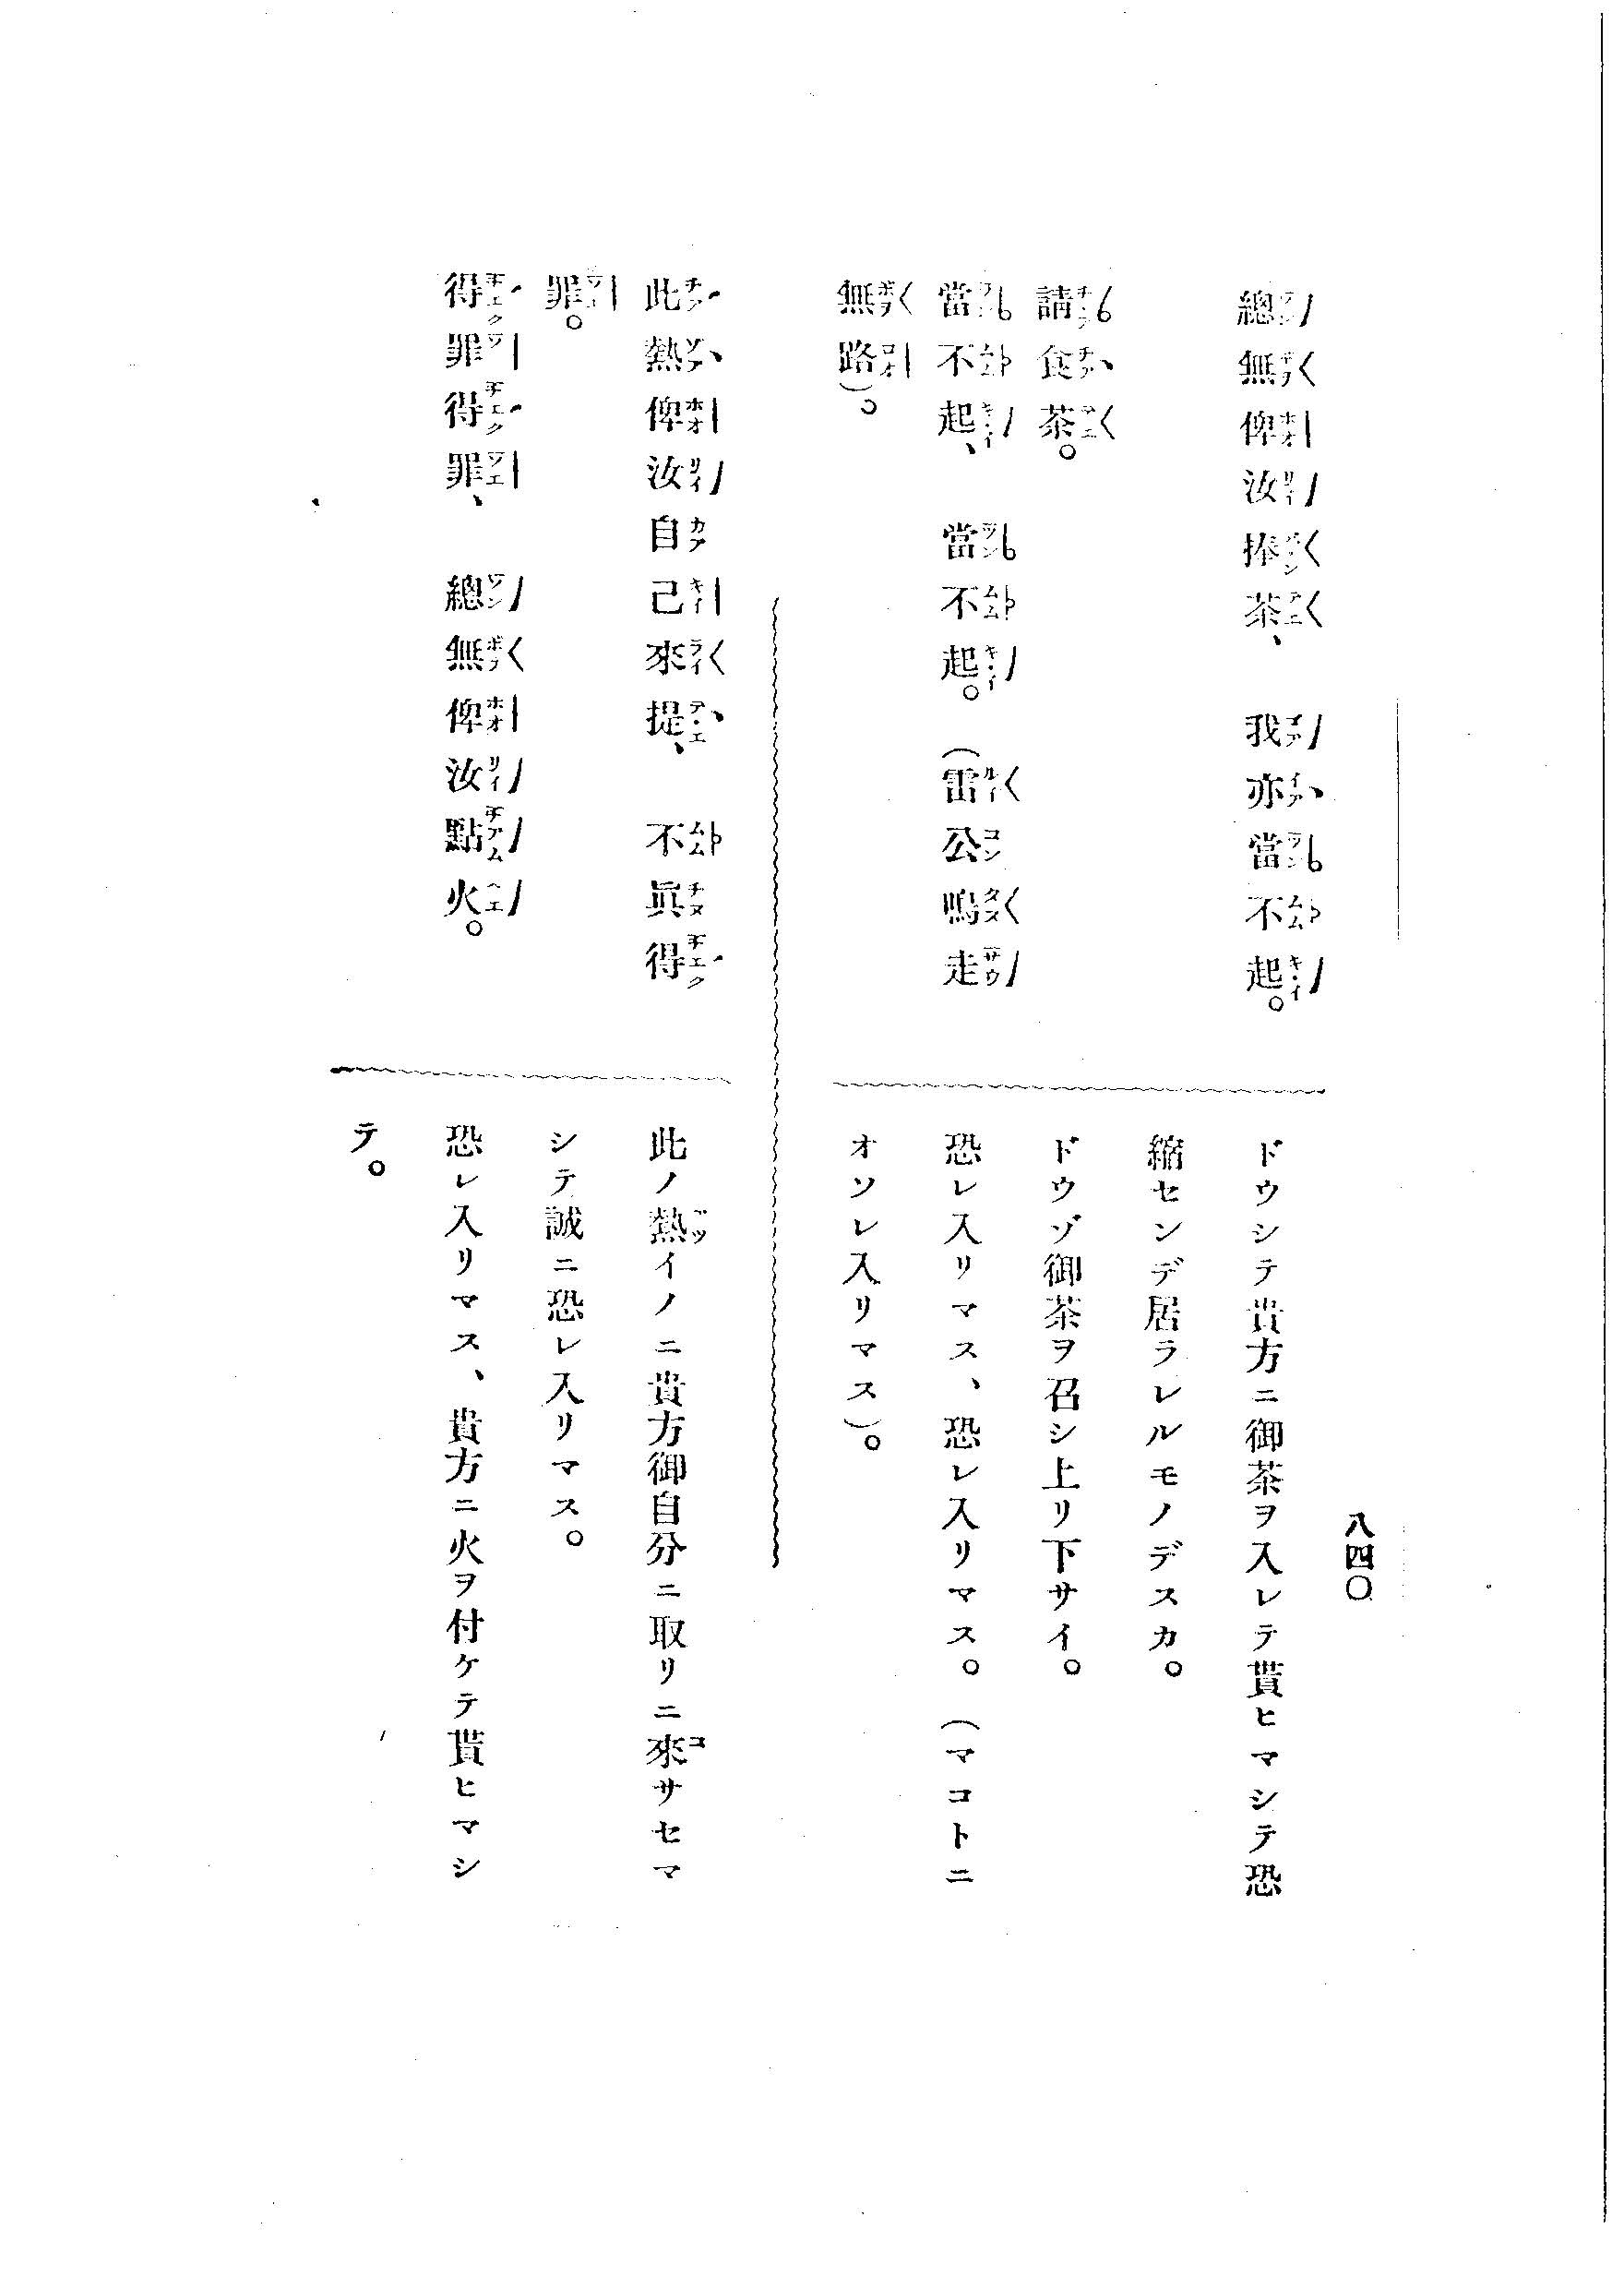 八四〇
總無俾汝捧茶、我亦當不起。
ドウシテ貴方ニ御茶ヲ入レテ貰ヒマシテ恐
縮センデ居ラレルモノデスカ。
請食茶。
ドウゾ御茶ヲ召シ上リ下サイ。
當不起、當不起。（雷公鳴走
無路）。
恐レ入リマス、恐レ入リマス。（マコトニ
オソレ入リマス）。
此熱俾汝自己來提、不眞得
罪。
此ノ熱イノニ貴方御自分ニ取リニ來サセマ
シテ誠ニ恐レ入リマス。
得罪得罪、總無俾汝點火。
恐レ入リマス、貴方ニ火ヲ付ケテ貰ヒマシ
テ。